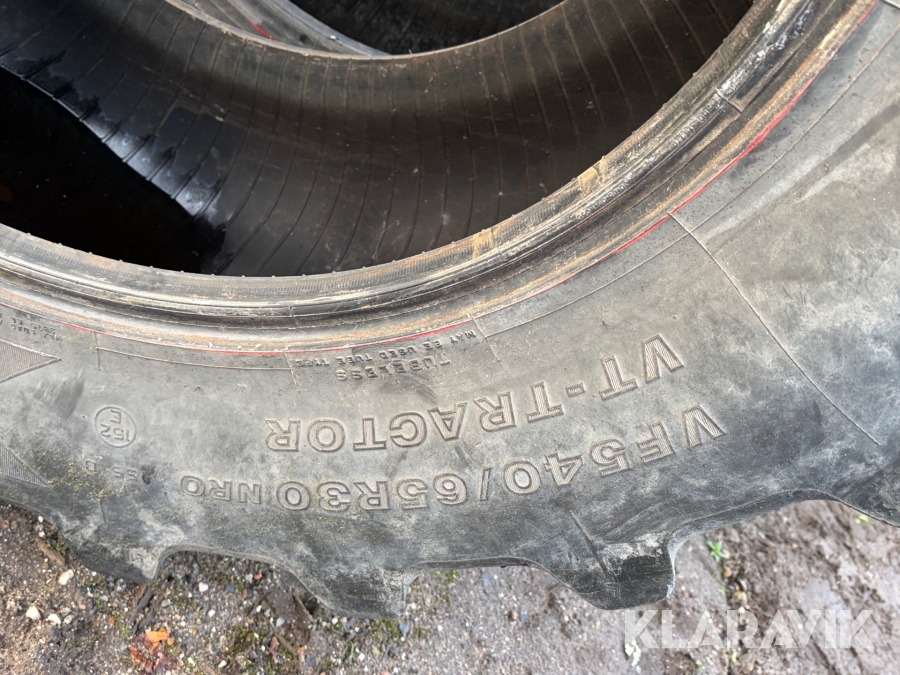 VT-TRACTOR
VF540/65R30 NRO
TUBELESS
MAY BE USED TUBE TYPE
152
E
KLARAVIK